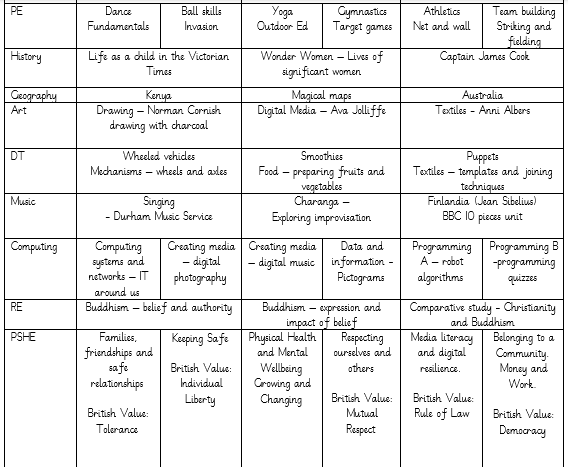 PE
Dance
Fundamentals
Ball skills
Invasion
Yoga
Outdoor Ed
Gymnastics
Target games
Athletics
Net and wall
Team building
Striking and
fielding
History
Life as a child in the Victorian
Times
Wonder Women – Lives of
significant women
Captain James Cook
Geography
Kenya
Magical maps
Australia
Art
Drawing – Norman Cornish
drawing with charcoal
Digital Media – Ava Jolliffe
Textiles - Anni Albers
DT
Wheeled vehicles
Mechanisms – wheels and axles
Smoothies
Food – preparing fruits and
vegetables
Puppets
Textiles – templates and joining
techniques
Music
Singing
- Durham Music Service
Charanga –
Exploring improvisation
Finlandia (Jean Sibelius)
BBC 10 pieces unit
Computing
Computing
systems and
networks – IT
around us
Creating media
– digital
photography
Creating media
– digital music
Data and
information -
Pictograms
Programming
A – robot
algorithms
Programming B
-programming
quizzes
RE
Buddhism – belief and authority
Buddhism – expression and
impact of belief
Comparative study - Christianity
and Buddhism
PSHE
Families,
friendships and
safe
relationships
British Value:
Tolerance
Keeping Safe
British Value:
Individual
Liberty
Physical Health
and Mental
Wellbeing
Growing and
Changing
Respecting
ourselves and
others
British Value:
Mutual
Respect
Media literacy
and digital
resilience.
British Value:
Rule of Law
Belonging to a
Community.
Money and
Work.
British Value:
Democracy